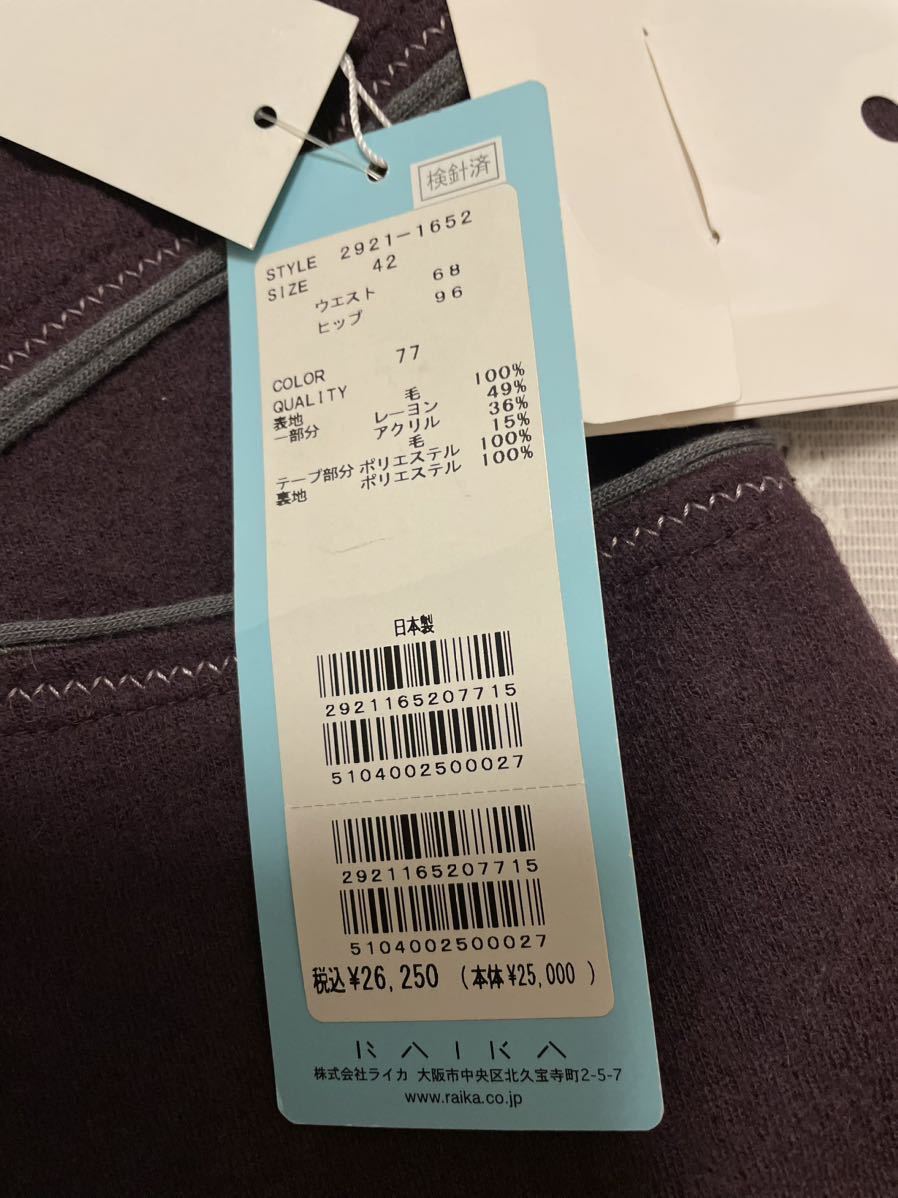 検針済
STYLE 2921-1652
SIZE 42
ウエスト 68
ヒップ 96
COLOR 77
QUALITY
表地 毛 100%
一部分 レーヨン 49%
アクリル 36%
毛 15%
テープ部分 ポリエステル 100%
裏地 ポリエステル 100%
日本製
2921165207715
5104002500027
2921165207715
5104002500027
税込¥26,250 (本体¥25,000 )
RAIKA
株式会社ライカ 大阪市中央区北久宝寺町2-5-7
www.raika.co.jp